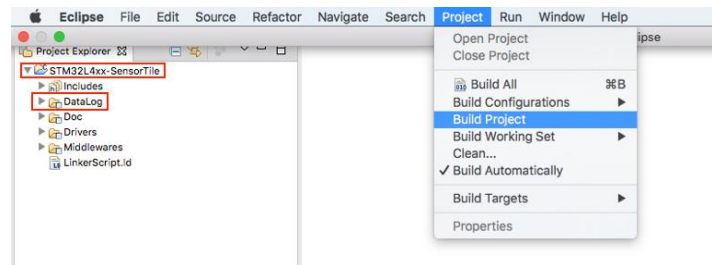 Eclipse File Edit Source Refactor Navigate Search Project Run Window Help
ipse
Project Explorer
STM32L4xx-SensorTile
Includes
DataLog
Doc
Drivers
Middlewares
LinkerScript.ld
Open Project
Close Project
Build All ⌘B
Build Configurations
Build Project
Build Working Set
Clean...
✓ Build Automatically
Build Targets
Properties